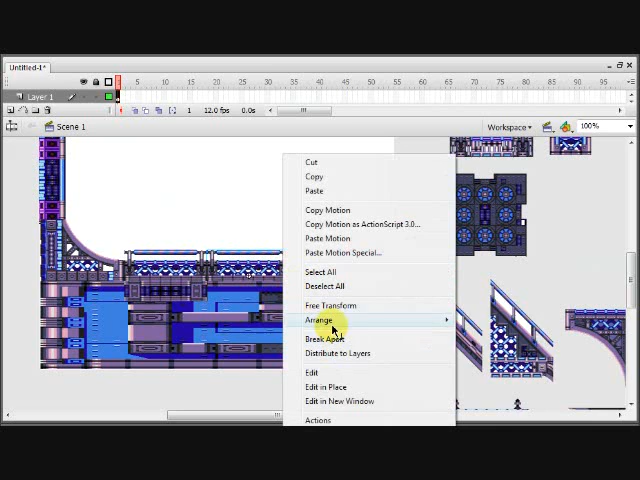 Untitled-1*
5 10 15 20 25 30 35 40 45 50 55 60 65 70 75 80 85 90 95
Layer 1
1 12.0 fps 0.0s
Scene 1 Workspace 100%
Cut
Copy
Paste
Copy Motion
Copy Motion as ActionScript 3.0...
Paste Motion
Paste Motion Special...
Select All
Deselect All
Free Transform
Arrange
Break Apart
Distribute to Layers
Edit
Edit in Place
Edit in New Window
Actions